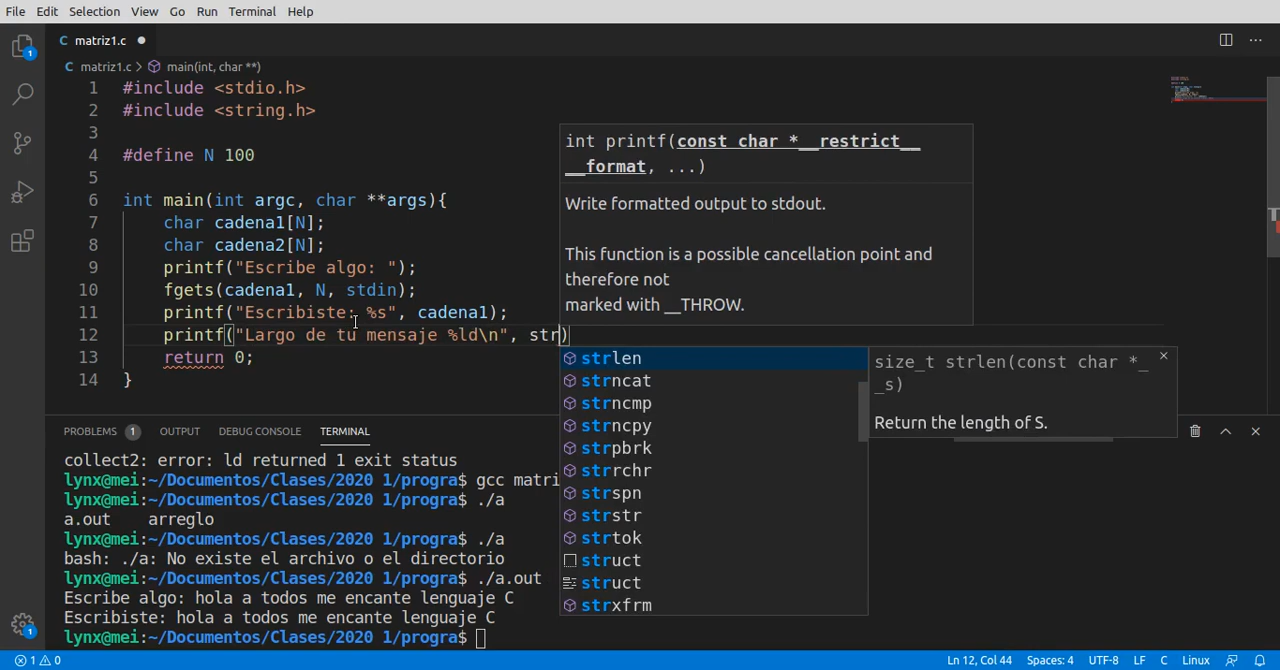 File Edit Selection View Go Run Terminal Help
C matriz1.c ●
C matriz1.c > main(int, char **)
1 #include <stdio.h>
2 #include <string.h>
3
4 #define N 100
5
6 int main(int argc, char **args){
7 char cadena1[N];
8 char cadena2[N];
9 printf("Escribe algo: ");
10 fgets(cadena1, N, stdin);
11 printf("Escribiste: %s", cadena1);
12 printf("Largo de tu mensaje %ld\n", str)
13 return 0;
14 }
int printf(const char *__restrict__
__format, ...)
Write formatted output to stdout.
This function is a possible cancellation point and
therefore not
marked with __THROW.
strlen
strncat
strncmp
strncpy
strpbrk
strrchr
strspn
strstr
strtok
struct
struct
strxfrm
size_t strlen(const char *_
_s)
Return the length of S.
1
1
PROBLEMS 1 OUTPUT DEBUG CONSOLE TERMINAL
collect2: error: ld returned 1 exit status
lynx@mei:~/Documentos/Clases/2020 1/progra$ gcc matri
lynx@mei:~/Documentos/Clases/2020 1/progra$ ./a
a.out arreglo
lynx@mei:~/Documentos/Clases/2020 1/progra$ ./a
bash: ./a: No existe el archivo o el directorio
lynx@mei:~/Documentos/Clases/2020 1/progra$ ./a.out
Escribe algo: hola a todos me encante lenguaje C
Escribiste: hola a todos me encante lenguaje C
lynx@mei:~/Documentos/Clases/2020 1/progra$
1 0 Ln 12, Col 44 Spaces: 4 UTF-8 LF C Linux